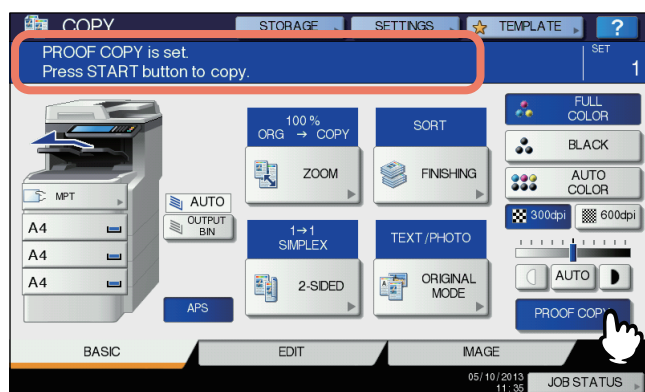 COPY
STORAGE
SETTINGS
TEMPLATE
?
PROOF COPY is set.
Press START button to copy.
SET
1
100 %
ORG → COPY
ZOOM
SORT
FINISHING
FULL
COLOR
BLACK
AUTO
COLOR
300dpi
600dpi
MPT
A4
A4
A4
AUTO
OUTPUT
BIN
APS
1→1
SIMPLEX
2-SIDED
TEXT/PHOTO
ORIGINAL
MODE
AUTO
PROOF COPY
BASIC
EDIT
IMAGE
05/10/2013
11:35
JOB STATUS